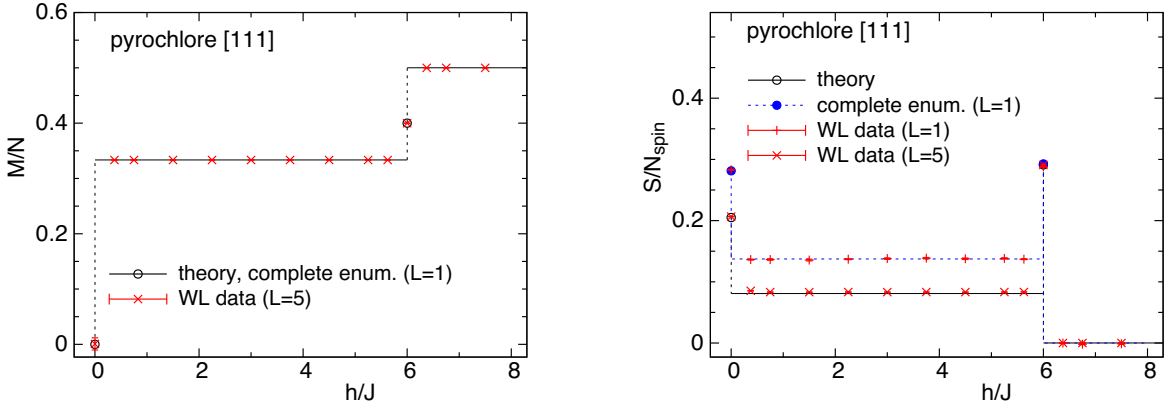 pyrochlore [111]
M/N
0.6
0.4
0.2
0
theory, complete enum. (L=1)
WL data (L=5)
0 2 4 6 8
h/J
pyrochlore [111]
theory
complete enum. (L=1)
WL data (L=1)
WL data (L=5)
S/Nspin
0.4
0.2
0
0 2 4 6 8
h/J